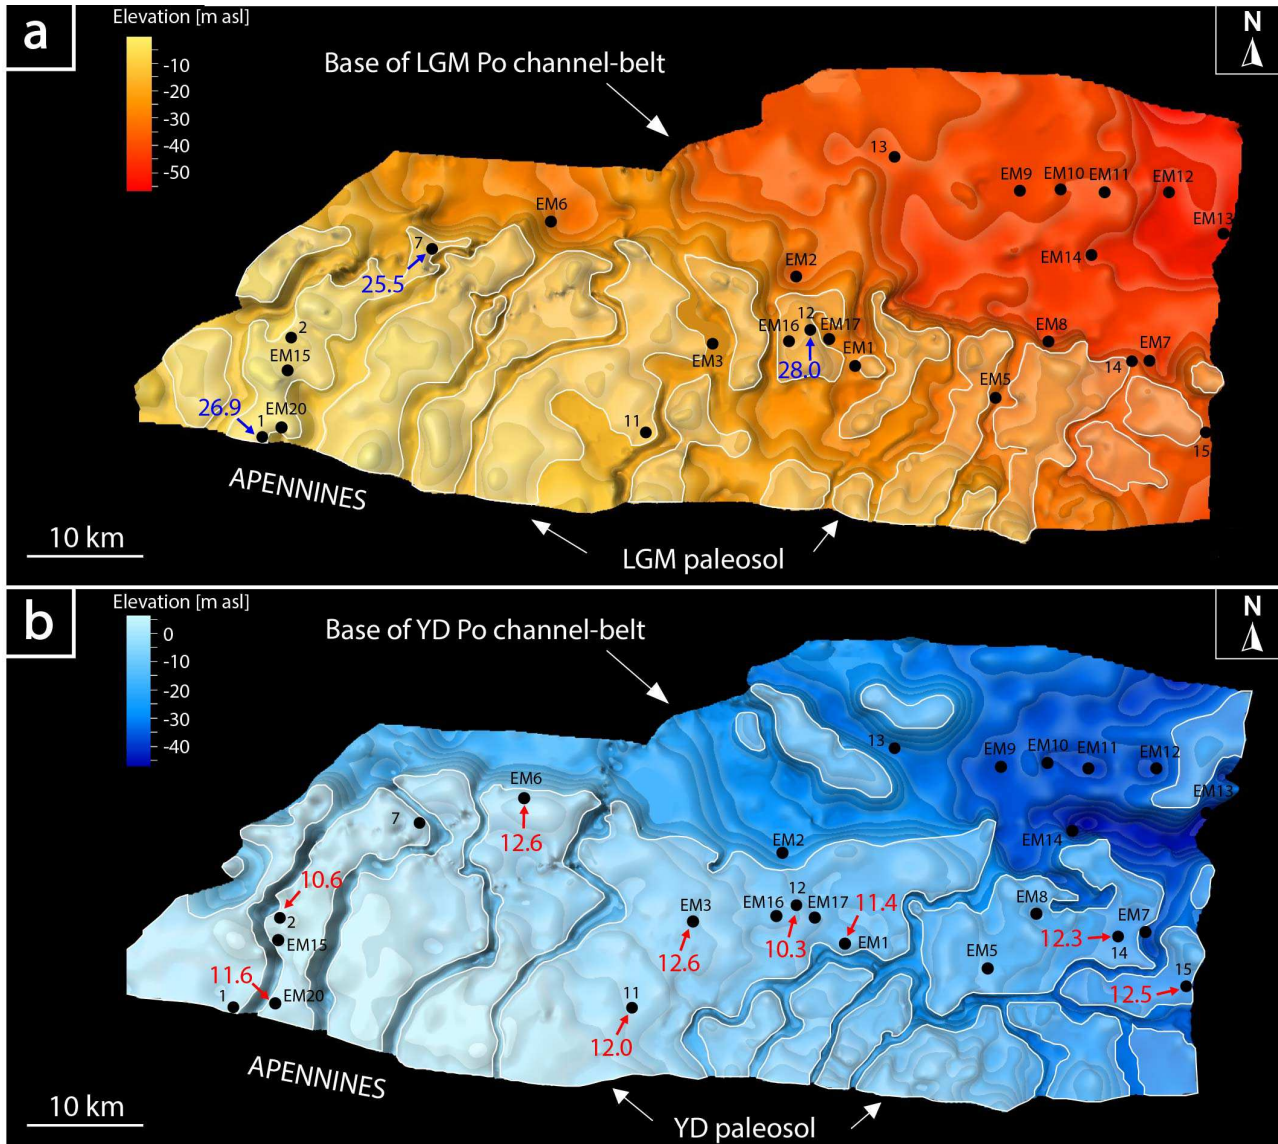 a
Elevation [m asl]
-10
-20
-30
-40
-50
Base of LGM Po channel-belt
N
13
EM9
EM10
EM11
EM12
EM6
EM13
7
25.5
EM14
EM2
2
12
EM16
EM17
EM8
EM3
28.0
EM1
14
EM7
EM15
EM5
26.9
1
EM20
11
15
APENNINES
10 km
LGM paleosol
b
Elevation [m asl]
0
-10
-20
-30
-40
Base of YD Po channel-belt
N
13
EM9
EM10
EM11
EM12
EM6
EM13
7
12.6
EM14
EM2
10.6
2
12
EM16
EM17
11.4
EM8
EM3
EM7
EM15
12.6
10.3
EM1
12.3
14
EM5
11.6
15
1
EM20
11
12.5
12.0
APENNINES
10 km
YD paleosol